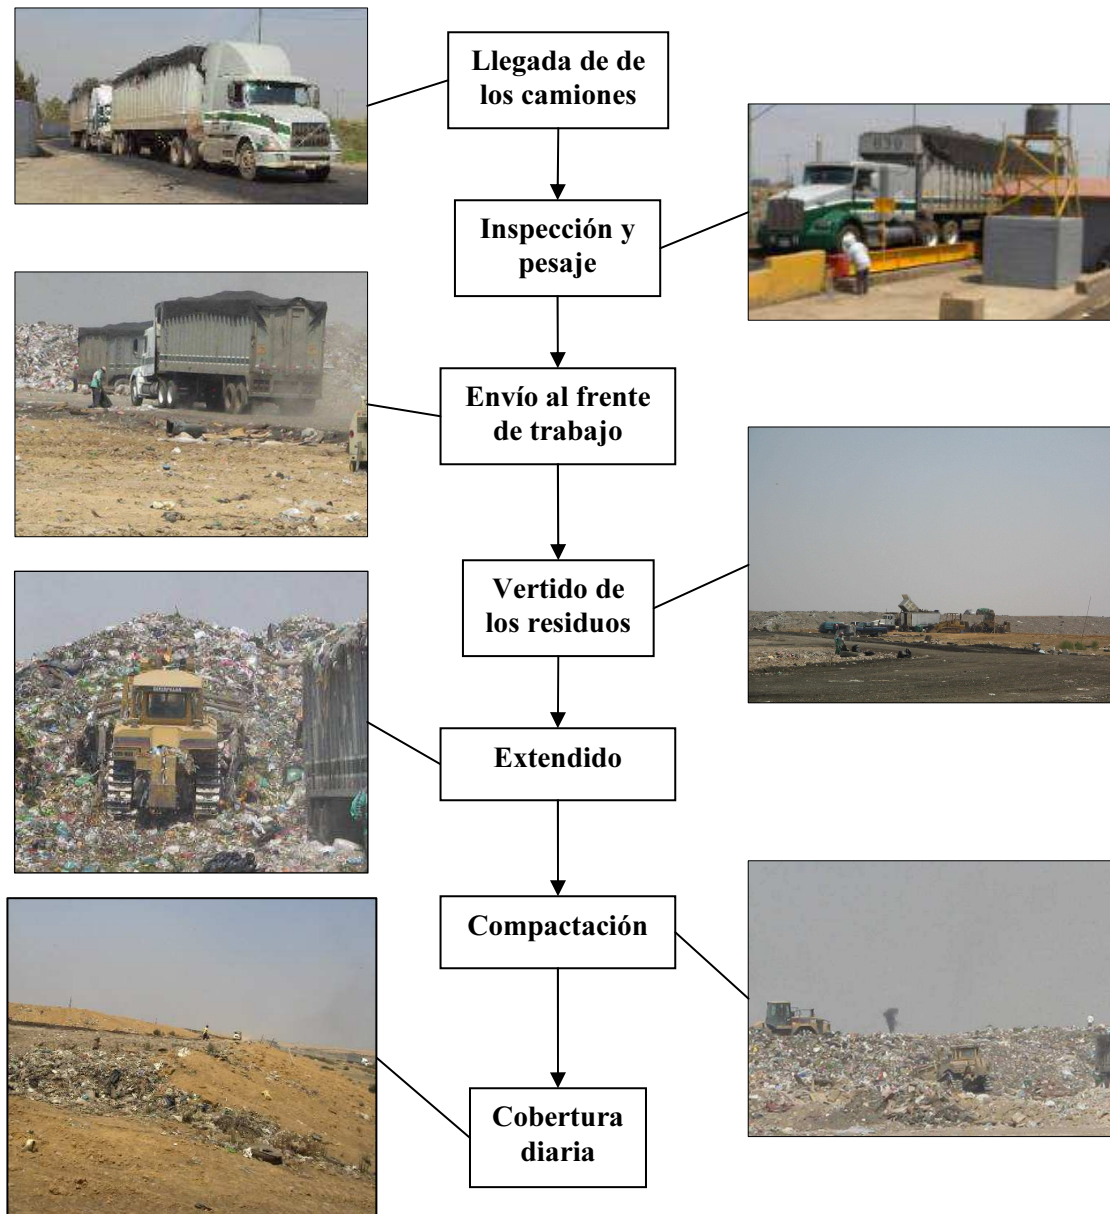 Llegada de de
los camiones
Inspección y
pesaje
Envío al frente
de trabajo
Vertido de
los residuos
Extendido
Compactación
Cobertura
diaria